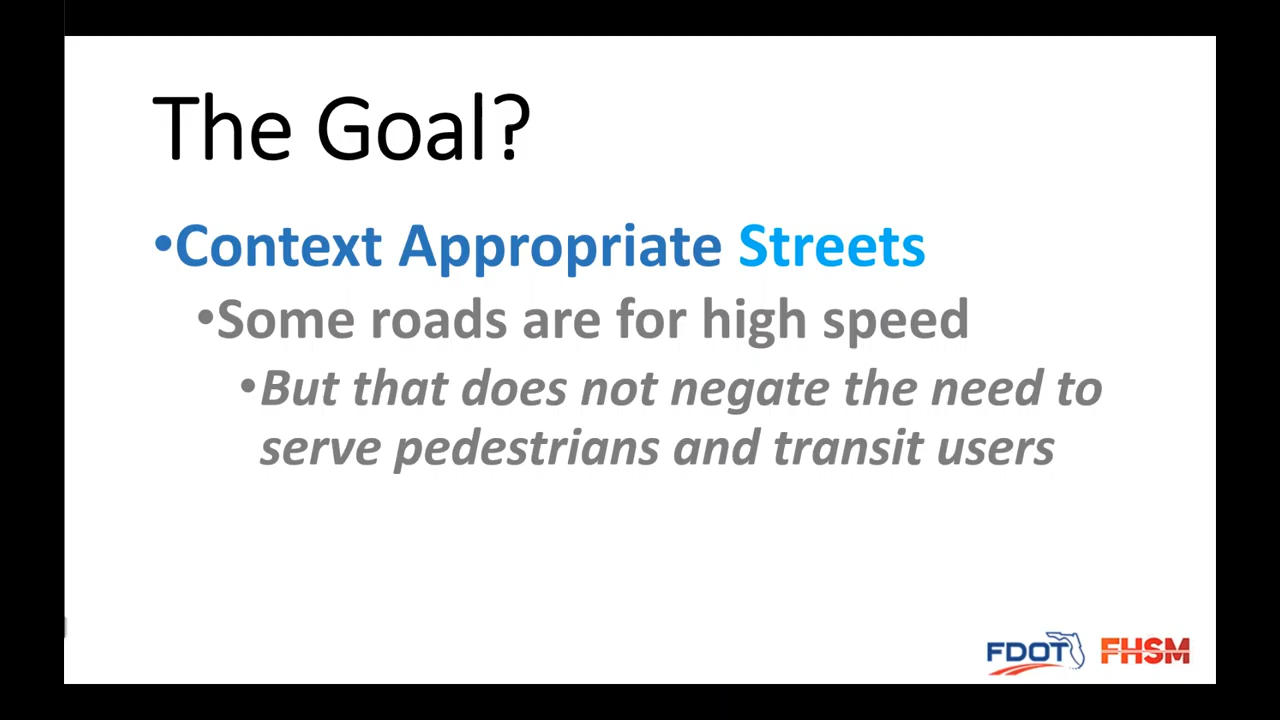 The Goal?
•Context Appropriate Streets
•Some roads are for high speed
•But that does not negate the need to
serve pedestrians and transit users
FDOT FHSM